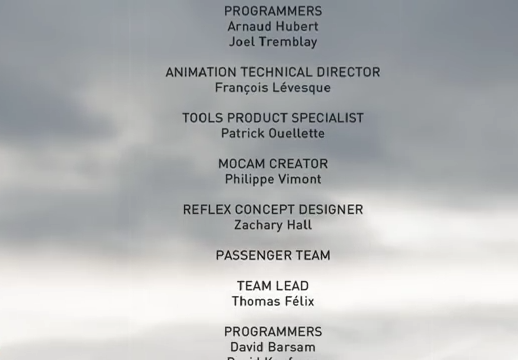 PROGRAMMERS
Arnaud Hubert
Joel Tremblay
ANIMATION TECHNICAL DIRECTOR
François Lévesque
TOOLS PRODUCT SPECIALIST
Patrick Ouellette
MOCAM CREATOR
Philippe Vimont
REFLEX CONCEPT DESIGNER
Zachary Hall
PASSENGER TEAM
TEAM LEAD
Thomas Félix
PROGRAMMERS
David Barsam